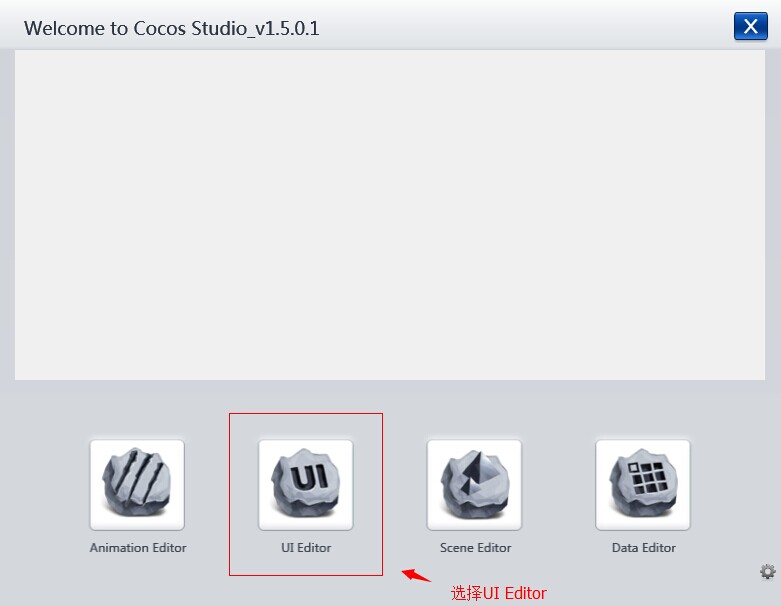 Welcome to Cocos Studio_v1.5.0.1
X
UI
Animation Editor
UI Editor
Scene Editor
Data Editor
选择UI Editor